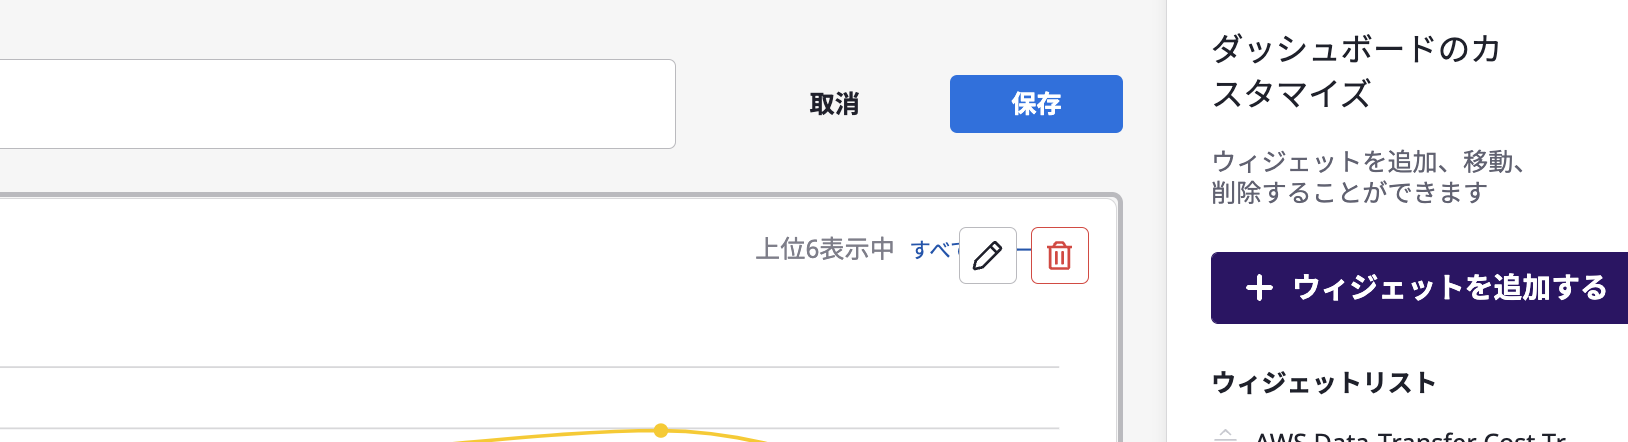 取消
保存
上位6表示中
すべ
ダッシュボードのカ
スタマイズ
ウィジェットを追加、移動、
削除することができます
+ ウィジェットを追加する
ウィジェットリスト
AWS Data Transfer Cost Tr